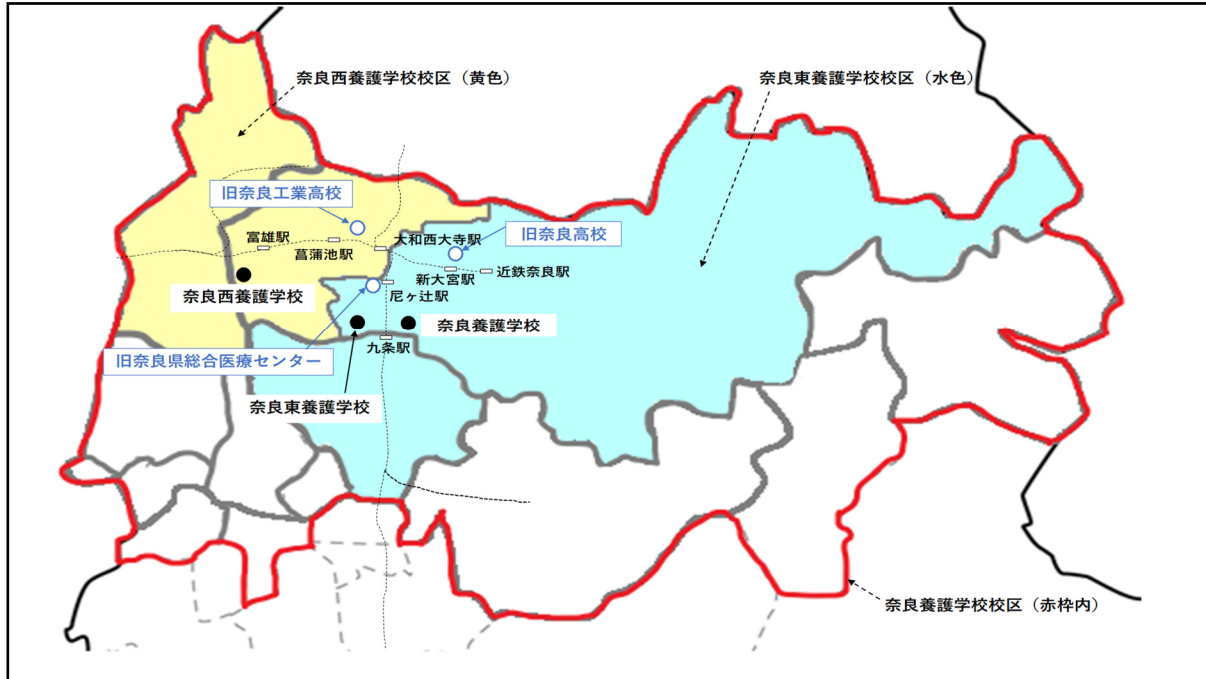 奈良西養護学校校区（黄色）
奈良東養護学校校区（水色）
旧奈良工業高校
旧奈良高校
富雄駅
菖蒲池駅
大和西大寺駅
新大宮駅
近鉄奈良駅
奈良西養護学校
尼ヶ辻駅
奈良養護学校
九条駅
旧奈良県総合医療センター
奈良東養護学校
奈良養護学校校区（赤枠内）